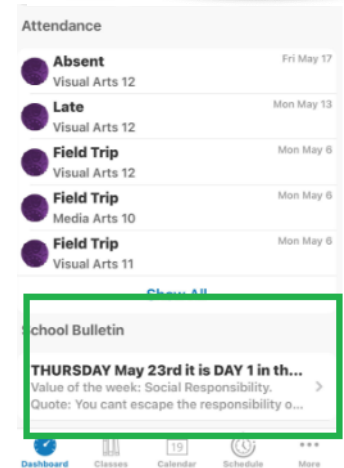 Attendance
Absent
Fri May 17
Visual Arts 12
Late
Mon May 13
Visual Arts 12
Field Trip
Mon May 6
Visual Arts 12
Field Trip
Mon May 6
Media Arts 10
Field Trip
Mon May 6
Visual Arts 11
Show All
School Bulletin
THURSDAY May 23rd it is DAY 1 in th...
Value of the week: Social Responsibility.
Quote: You cant escape the responsibility o...
19
Dashboard Classes Calendar Schedule More